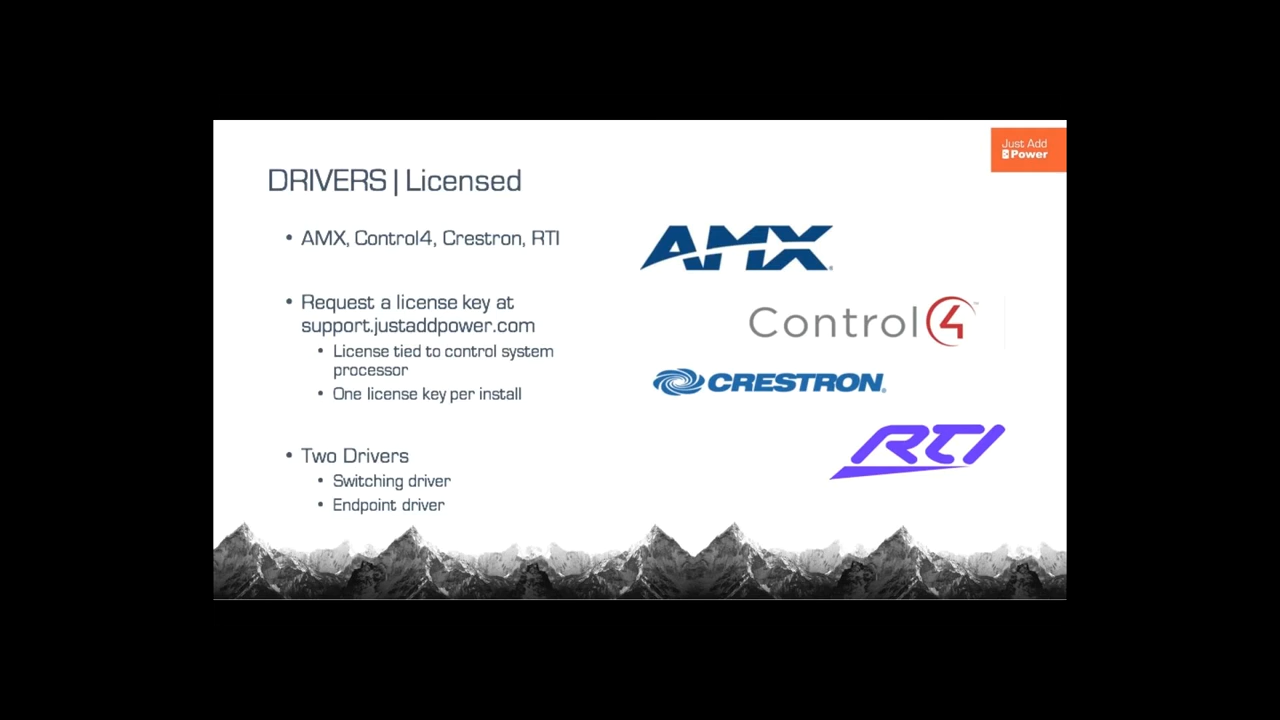 Just Add
Power
DRIVERS | Licensed
• AMX, Control4, Crestron, RTI
• Request a license key at
support.justaddpower.com
• License tied to control system
processor
• One license key per install
• Two Drivers
• Switching driver
• Endpoint driver
AMX
Control4™
CRESTRON®
RTI